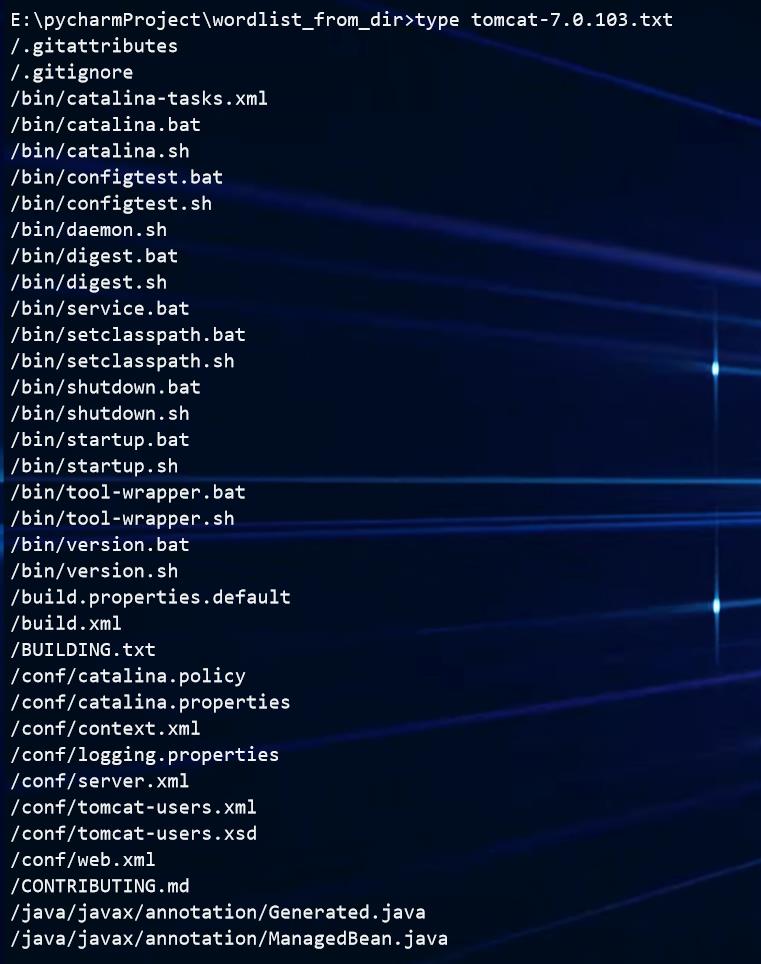 E:\pycharmProject\wordlist_from_dir>type tomcat-7.0.103.txt
/.gitattributes
/.gitignore
/bin/catalina-tasks.xml
/bin/catalina.bat
/bin/catalina.sh
/bin/configtest.bat
/bin/configtest.sh
/bin/daemon.sh
/bin/digest.bat
/bin/digest.sh
/bin/service.bat
/bin/setclasspath.bat
/bin/setclasspath.sh
/bin/shutdown.bat
/bin/shutdown.sh
/bin/startup.bat
/bin/startup.sh
/bin/tool-wrapper.bat
/bin/tool-wrapper.sh
/bin/version.bat
/bin/version.sh
/build.properties.default
/build.xml
/BUILDING.txt
/conf/catalina.policy
/conf/catalina.properties
/conf/context.xml
/conf/logging.properties
/conf/server.xml
/conf/tomcat-users.xml
/conf/tomcat-users.xsd
/conf/web.xml
/CONTRIBUTING.md
/java/javax/annotation/Generated.java
/java/javax/annotation/ManagedBean.java